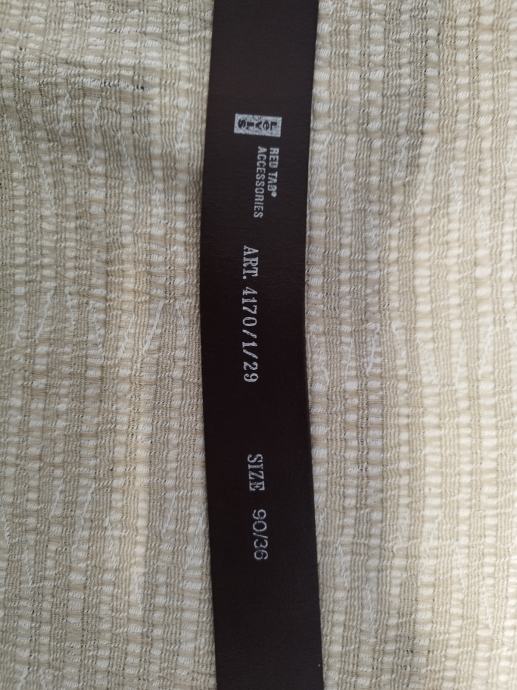 LEVI'S
RED TAB®
ACCESSORIES
ART. 4170/1/29
SIZE 90/36